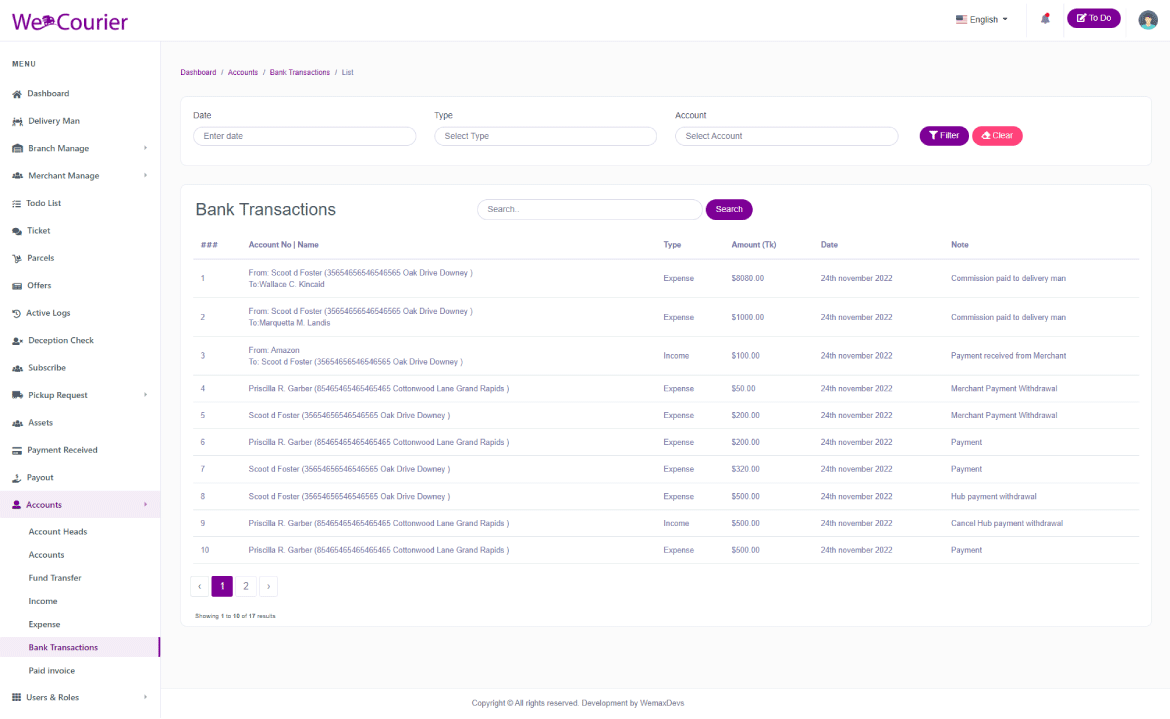 We Courier
English
To Do
MENU
Dashboard
Delivery Man
Branch Manage
Merchant Manage
Todo List
Ticket
Parcels
Offers
Active Logs
Deception Check
Subscribe
Pickup Request
Assets
Payment Received
Payout
Accounts
Account Heads
Accounts
Fund Transfer
Income
Expense
Bank Transactions
Paid invoice
Users & Roles
Dashboard / Accounts / Bank Transactions / List
Date Type Account
Enter date Select Type Select Account Filter Clear
Bank Transactions Search.. Search
### Account No | Name Type Amount (Tk) Date Note
1 From: Scoot d Foster (35654656546546565 Oak Drive Downey )
To:Wallace C. Kincaid Expense $8080.00 24th november 2022 Commission paid to delivery man
2 From: Scoot d Foster (35654656546546565 Oak Drive Downey )
To:Marquetta M. Landis Expense $1000.00 24th november 2022 Commission paid to delivery man
3 From: Amazon
To: Scoot d Foster (35654656546546565 Oak Drive Downey ) Income $100.00 24th november 2022 Payment received from Merchant
4 Priscilla R. Garber (85465465465465465 Cottonwood Lane Grand Rapids ) Expense $50.00 24th november 2022 Merchant Payment Withdrawal
5 Scoot d Foster (35654656546546565 Oak Drive Downey ) Expense $200.00 24th november 2022 Merchant Payment Withdrawal
6 Priscilla R. Garber (85465465465465465 Cottonwood Lane Grand Rapids ) Expense $200.00 24th november 2022 Payment
7 Scoot d Foster (35654656546546565 Oak Drive Downey ) Expense $320.00 24th november 2022 Payment
8 Scoot d Foster (35654656546546565 Oak Drive Downey ) Expense $500.00 24th november 2022 Hub payment withdrawal
9 Priscilla R. Garber (85465465465465465 Cottonwood Lane Grand Rapids ) Income $500.00 24th november 2022 Cancel Hub payment withdrawal
10 Priscilla R. Garber (85465465465465465 Cottonwood Lane Grand Rapids ) Expense $500.00 24th november 2022 Payment
‹ 1 2 ›
Showing 1 to 10 of 17 results
Copyright © All rights reserved. Development by WemaxDevs